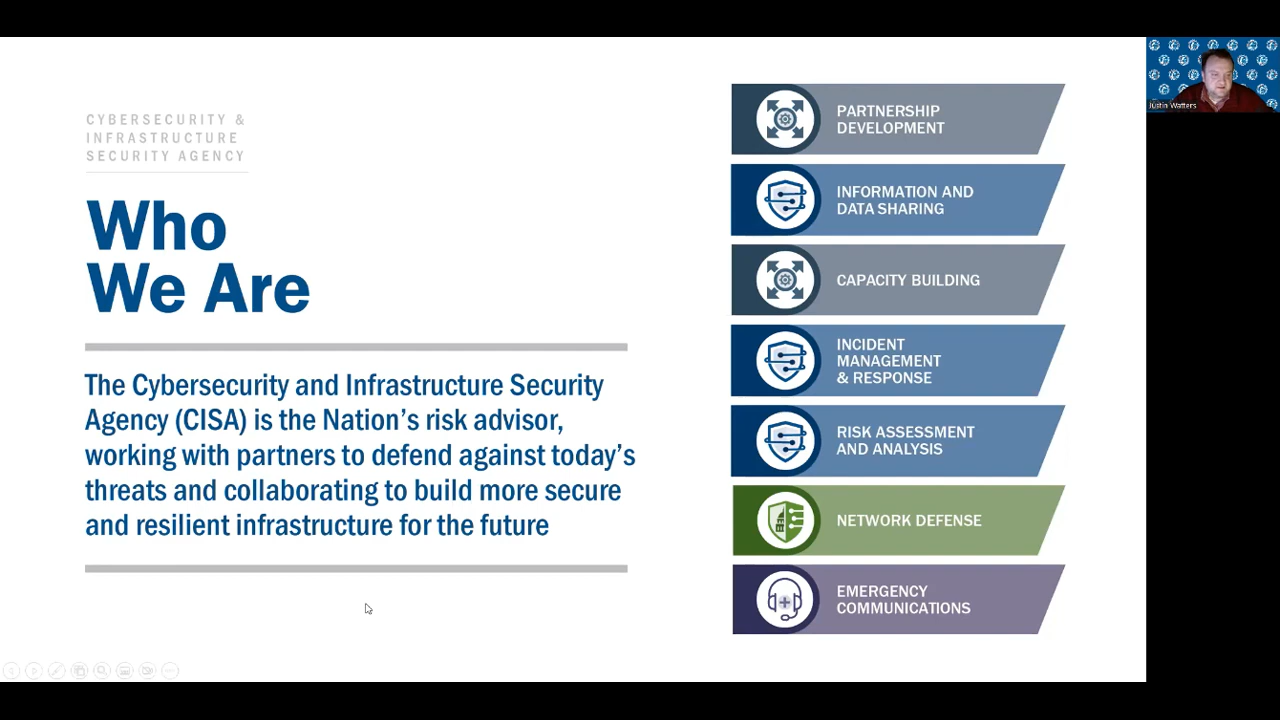 CYBERSECURITY &
INFRASTRUCTURE
SECURITY AGENCY
Who
We Are
The Cybersecurity and Infrastructure Security
Agency (CISA) is the Nation's risk advisor,
working with partners to defend against today's
threats and collaborating to build more secure
and resilient infrastructure for the future
PARTNERSHIP
DEVELOPMENT
INFORMATION AND
DATA SHARING
CAPACITY BUILDING
INCIDENT
MANAGEMENT
& RESPONSE
RISK ASSESSMENT
AND ANALYSIS
NETWORK DEFENSE
EMERGENCY
COMMUNICATIONS
Justin Watters